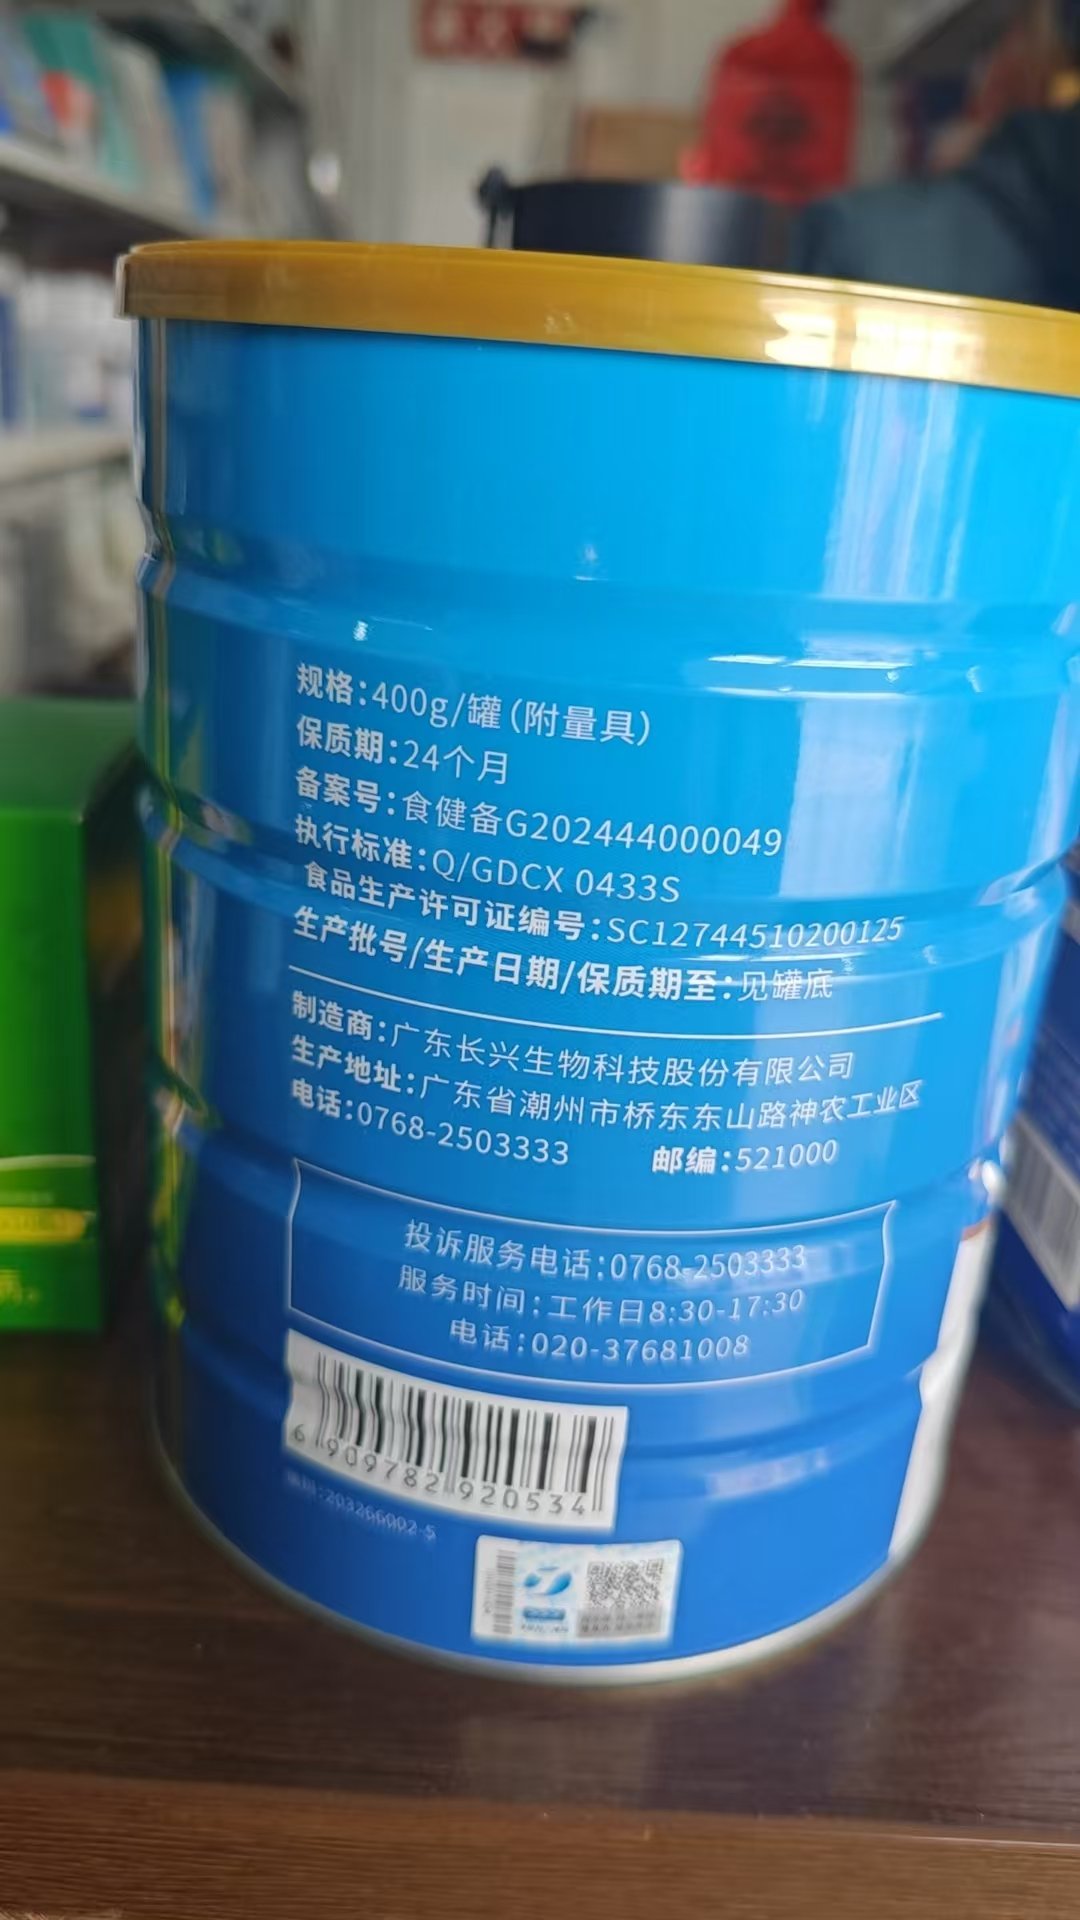 规格:400g/罐(附量具)
保质期:24个月
备案号:食健备G202444000049
执行标准:Q/GDCX 0433S
食品生产许可证编号:SC12744510200125
生产批号/生产日期/保质期至:见罐底
制造商:广东长兴生物科技股份有限公司
生产地址:广东省潮州市桥东东山路神农工业区
电话:0768-2503333 邮编:521000
投诉服务电话:0768-2503333
服务时间:工作日8:30-17:30
电话:020-37681008
6 909782 920534
203266002-5